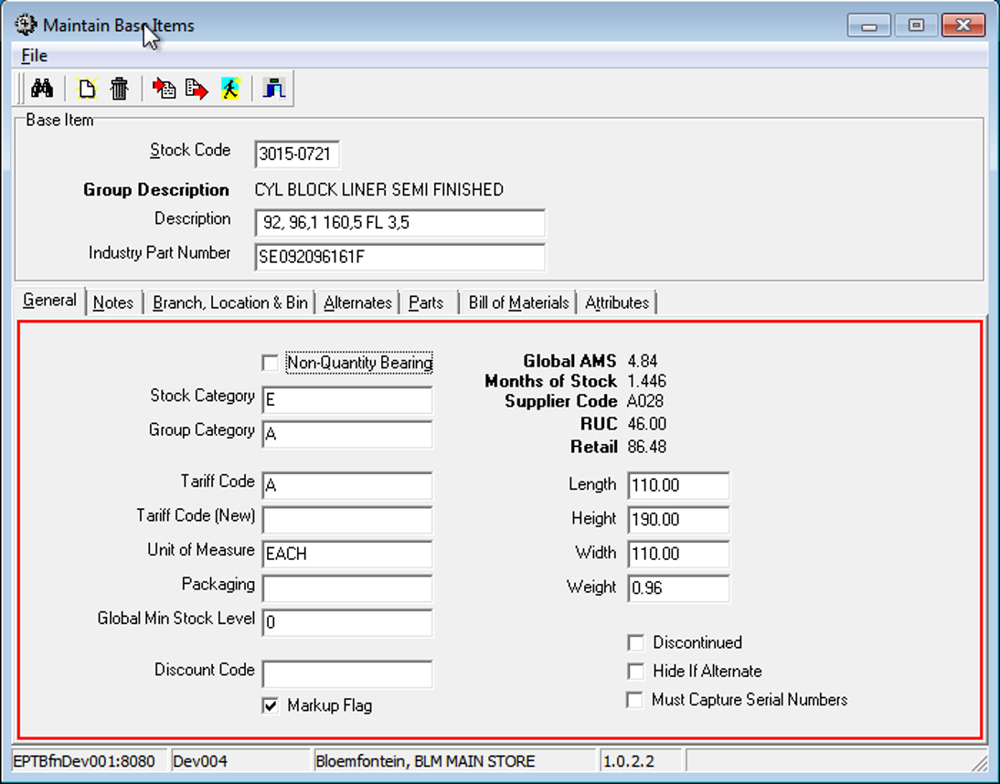 Maintain Base Items
File
Base Item
Stock Code 3015-0721
Group Description CYL BLOCK LINER SEMI FINISHED
Description 92, 96,1 160,5 FL 3,5
Industry Part Number SE092096161F
General Notes Branch, Location & Bin Alternates Parts Bill of Materials Attributes
Non-Quantity Bearing
Stock Category E
Group Category A
Tariff Code A
Tariff Code (New)
Unit of Measure EACH
Packaging
Global Min Stock Level 0
Discount Code
Markup Flag
Global AMS 4.84
Months of Stock 1.446
Supplier Code A028
RUC 46.00
Retail 86.48
Length 110.00
Height 190.00
Width 110.00
Weight 0.96
Discontinued
Hide If Alternate
Must Capture Serial Numbers
EPTBfnDev001:8080 Dev004 Bloemfontein, BLM MAIN STORE 1.0.2.2